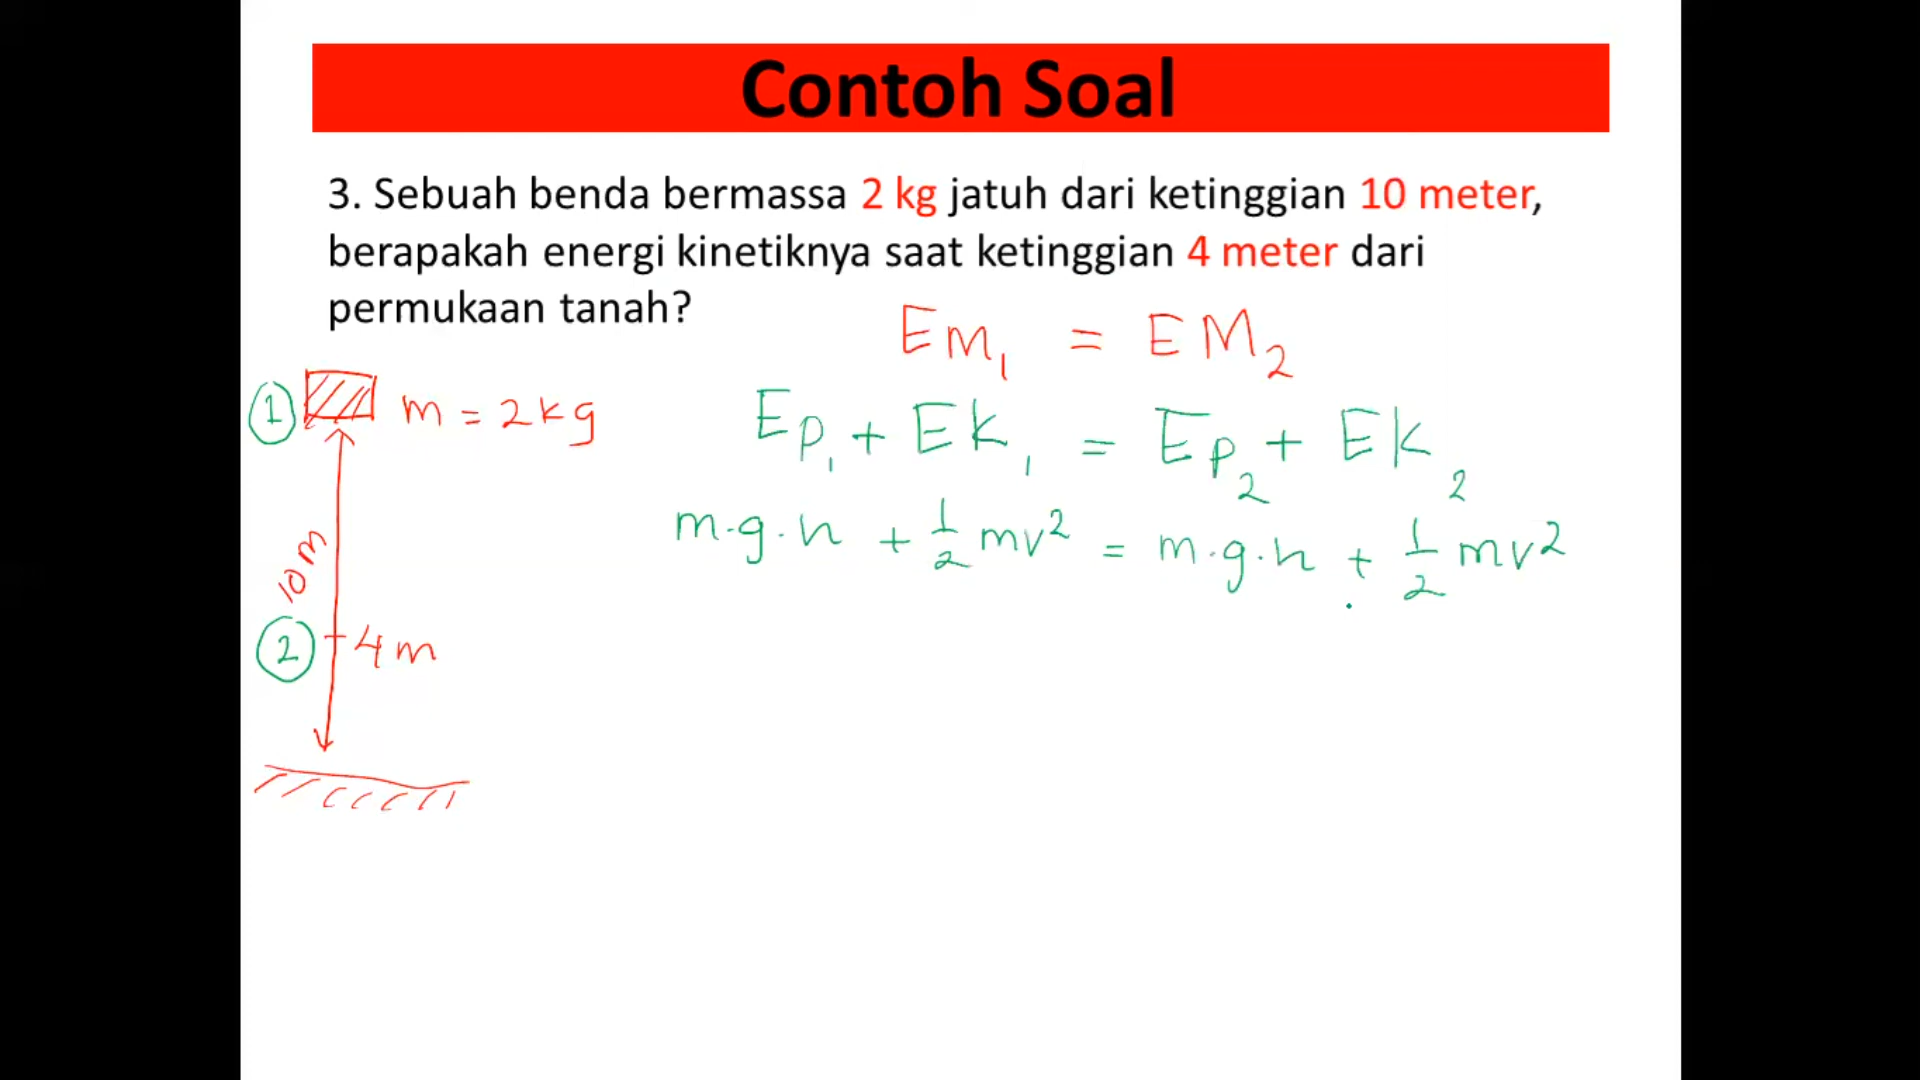 Contoh Soal
3. Sebuah benda bermassa 2 kg jatuh dari ketinggian 10 meter,
berapakah energi kinetiknya saat ketinggian 4 meter dari
permukaan tanah?
EM₁ = EM₂
① m = 2kg
Ep₁ + EK₁ = Ep₂ + EK₂
m.g.h + 1/2 mv² = m.g.h + 1/2 mv²
10 m
② 4 m